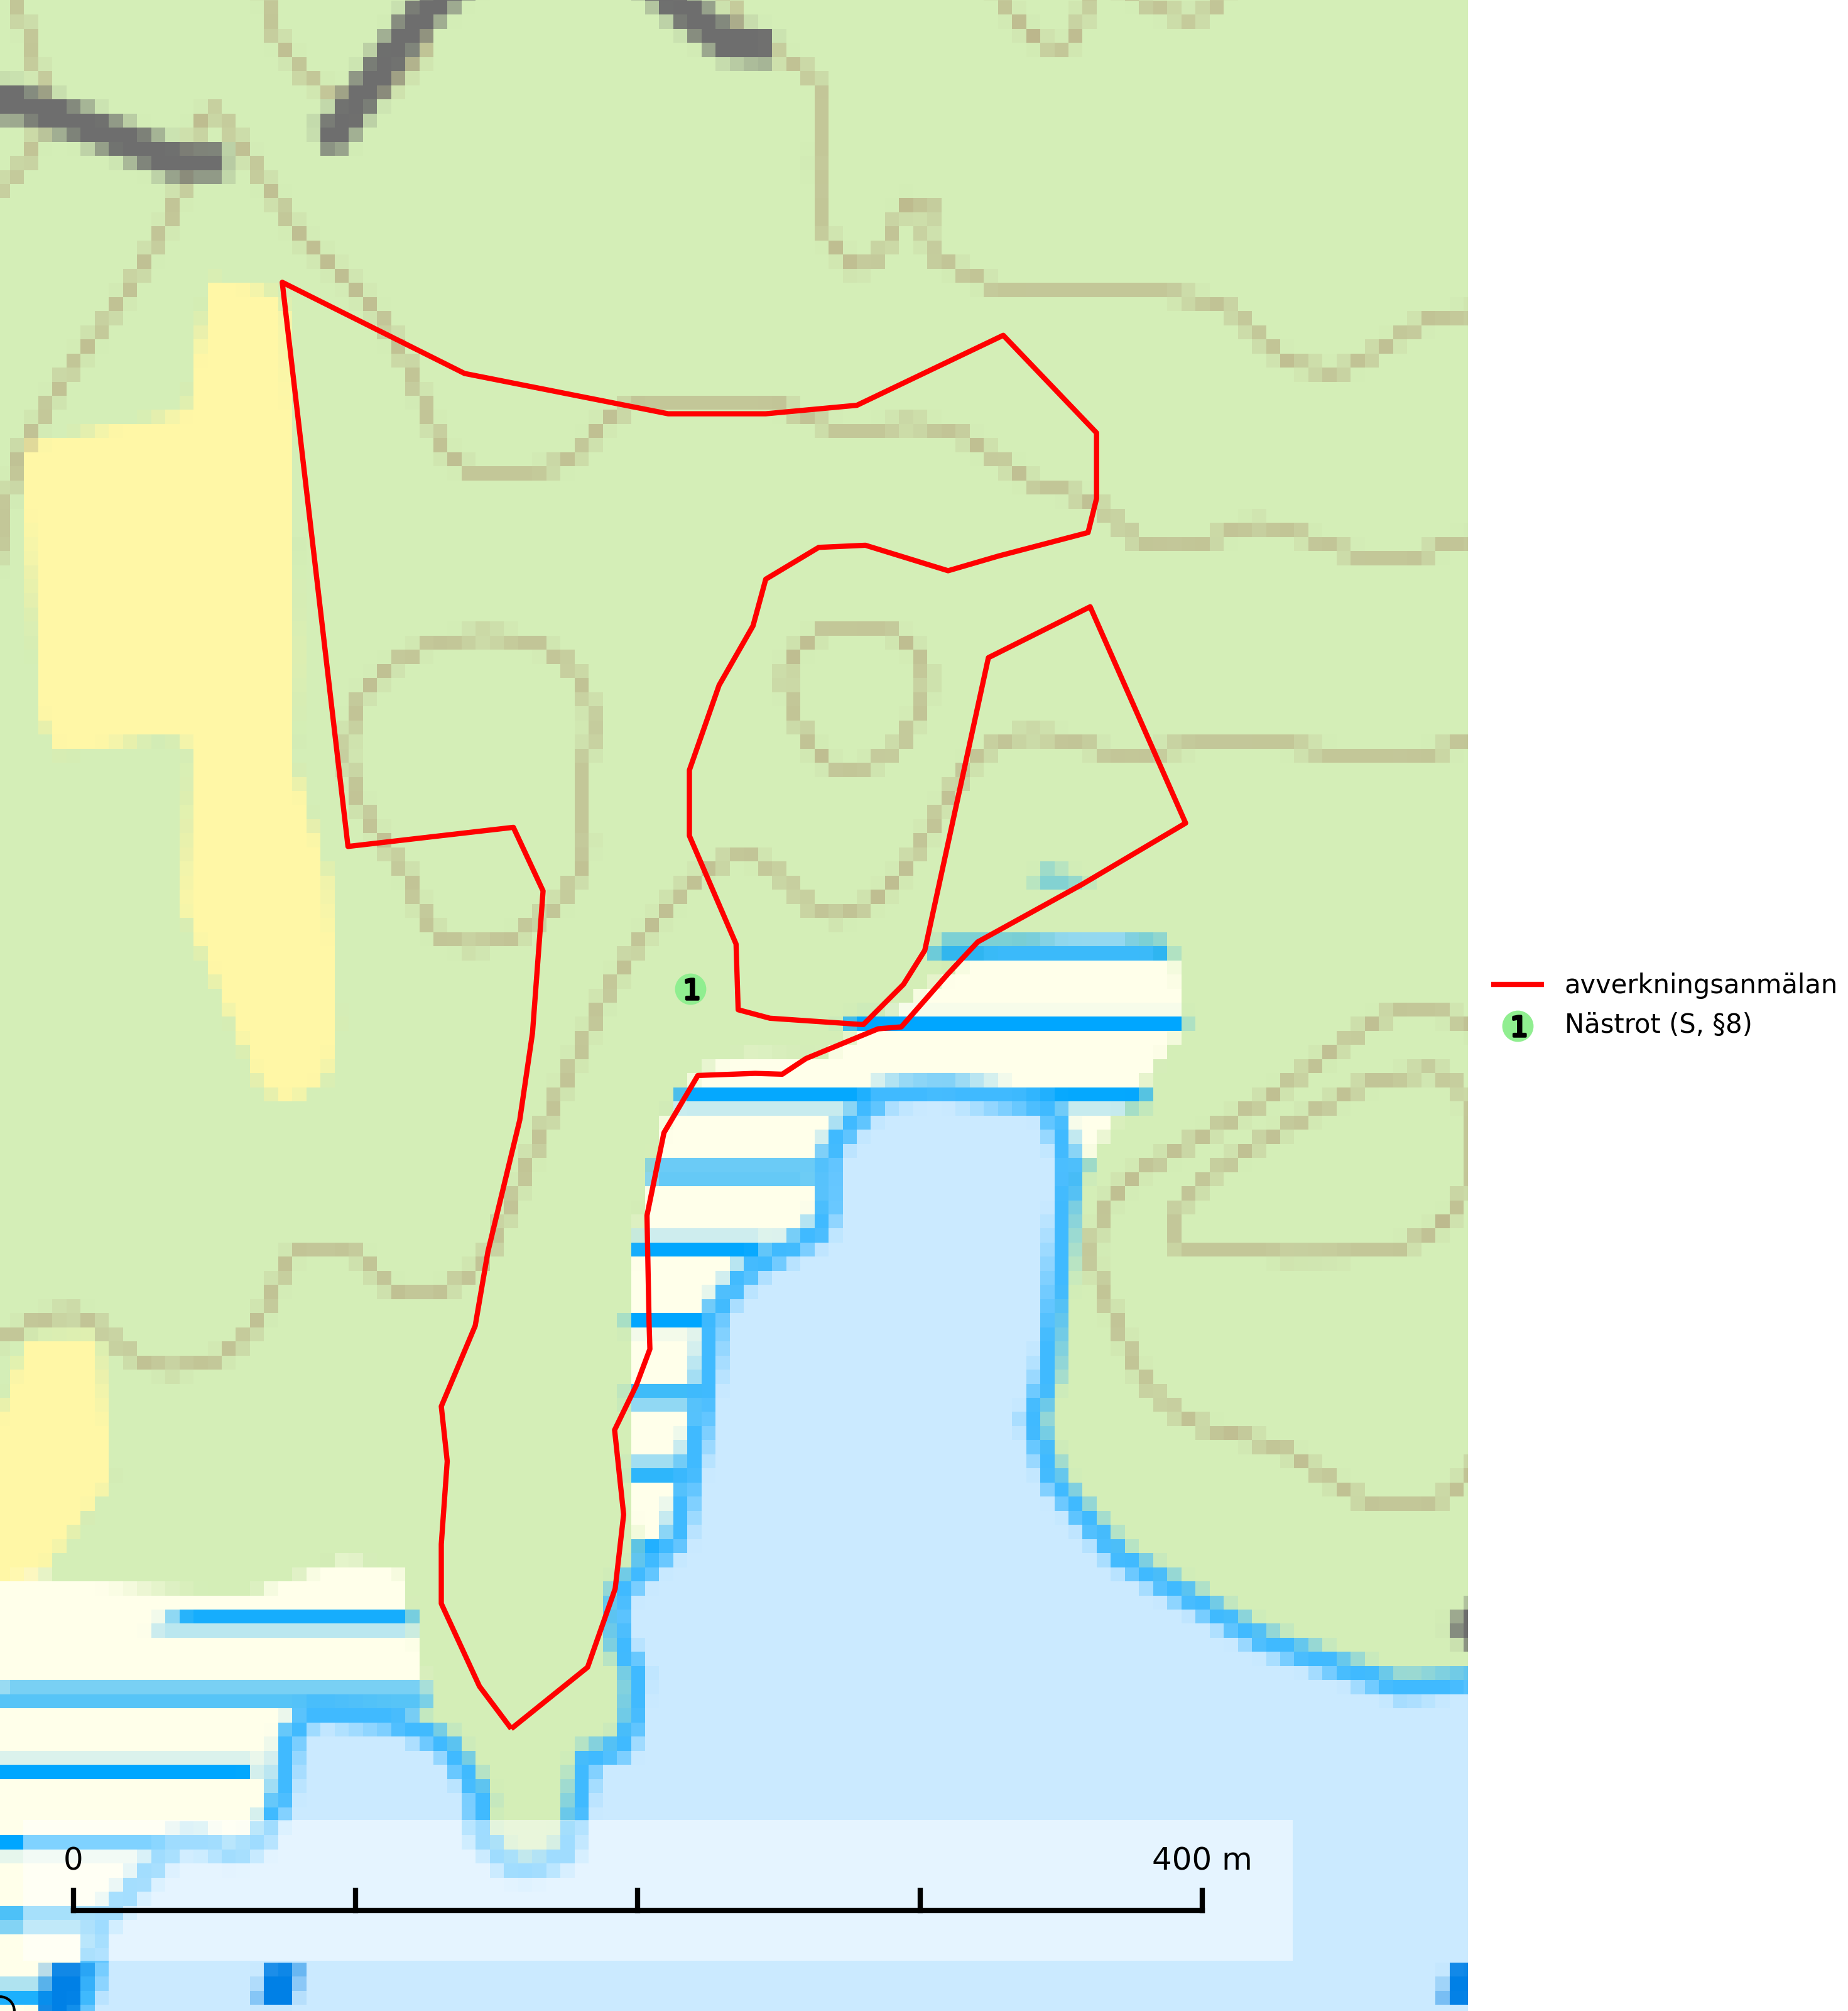 1
avverkningsanmälan
1 Nästrot (S, §8)
0 400 m